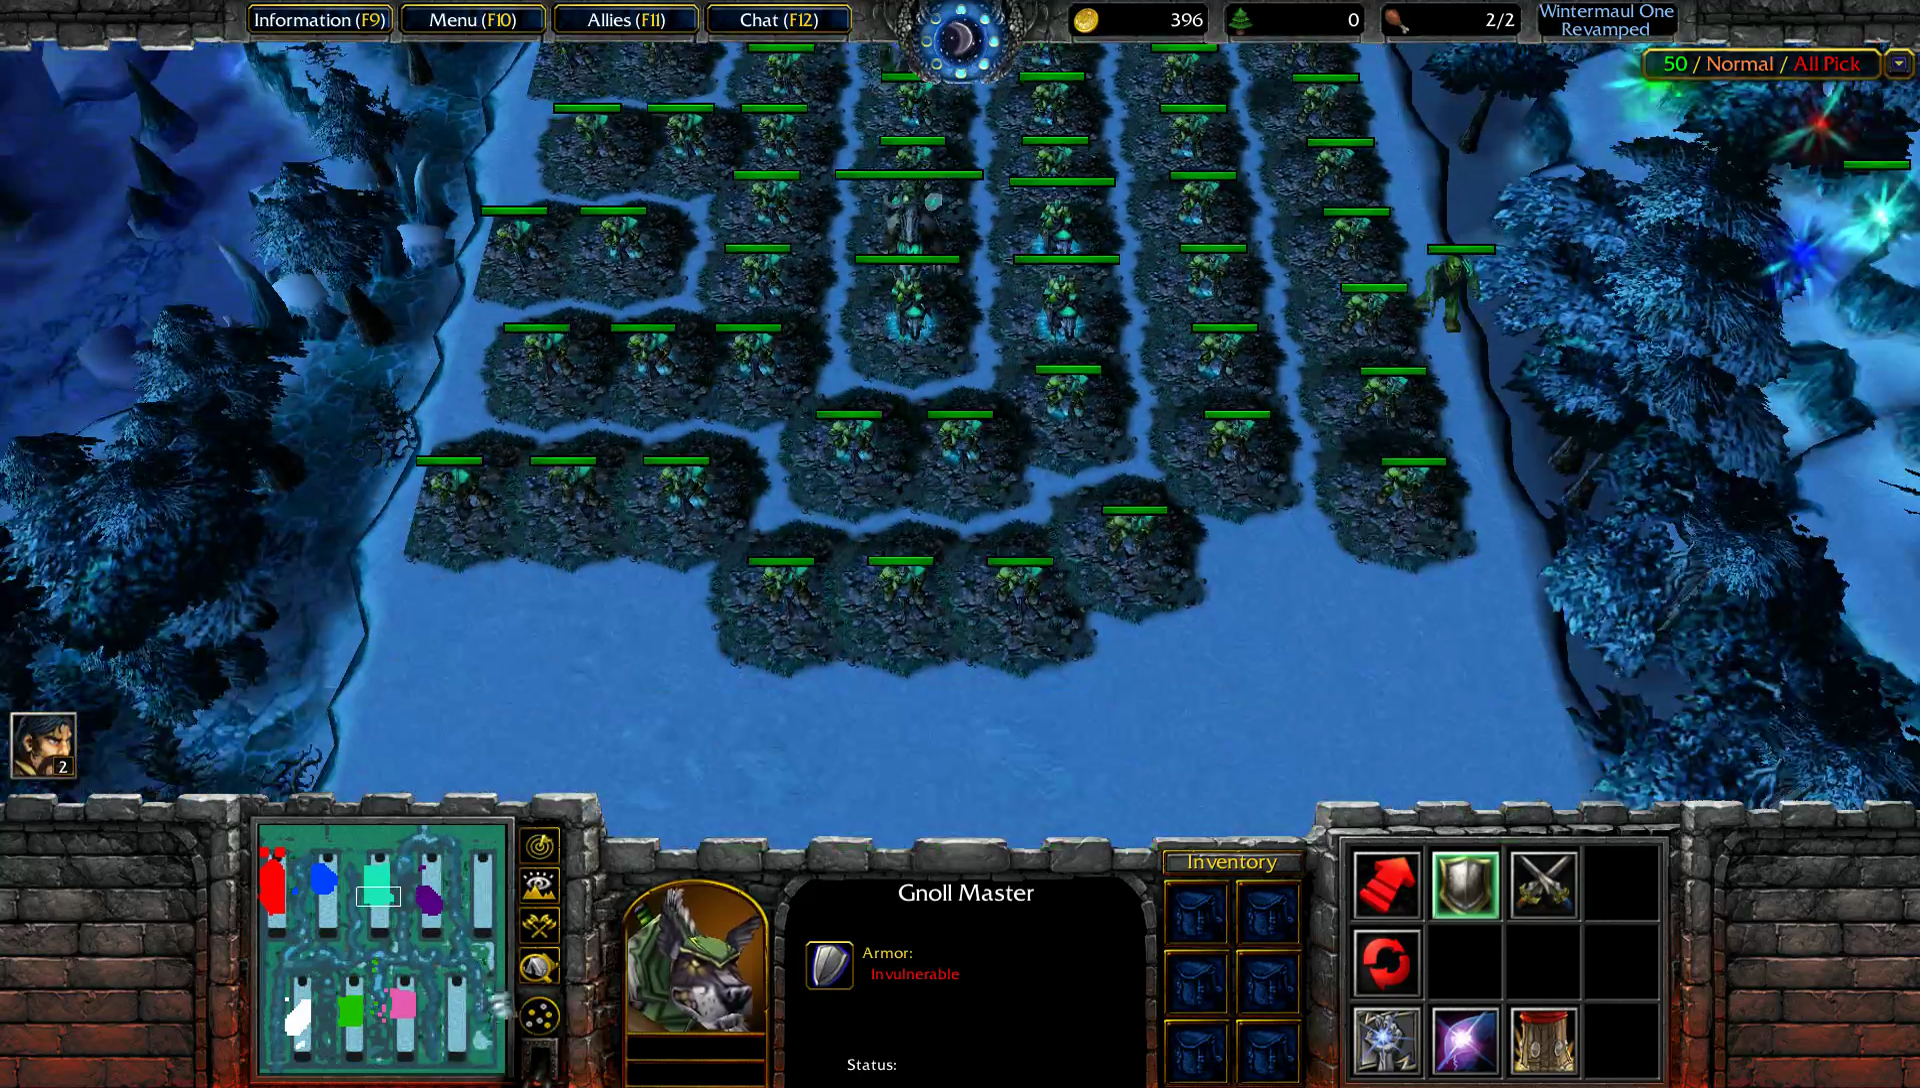 Information (F9)
Menu (F10)
Allies (F11)
Chat (F12)
396
0
2/2
Wintermaul One
Revamped
50 / Normal / All Pick
2
Gnoll Master
Armor:
Invulnerable
Status:
Inventory